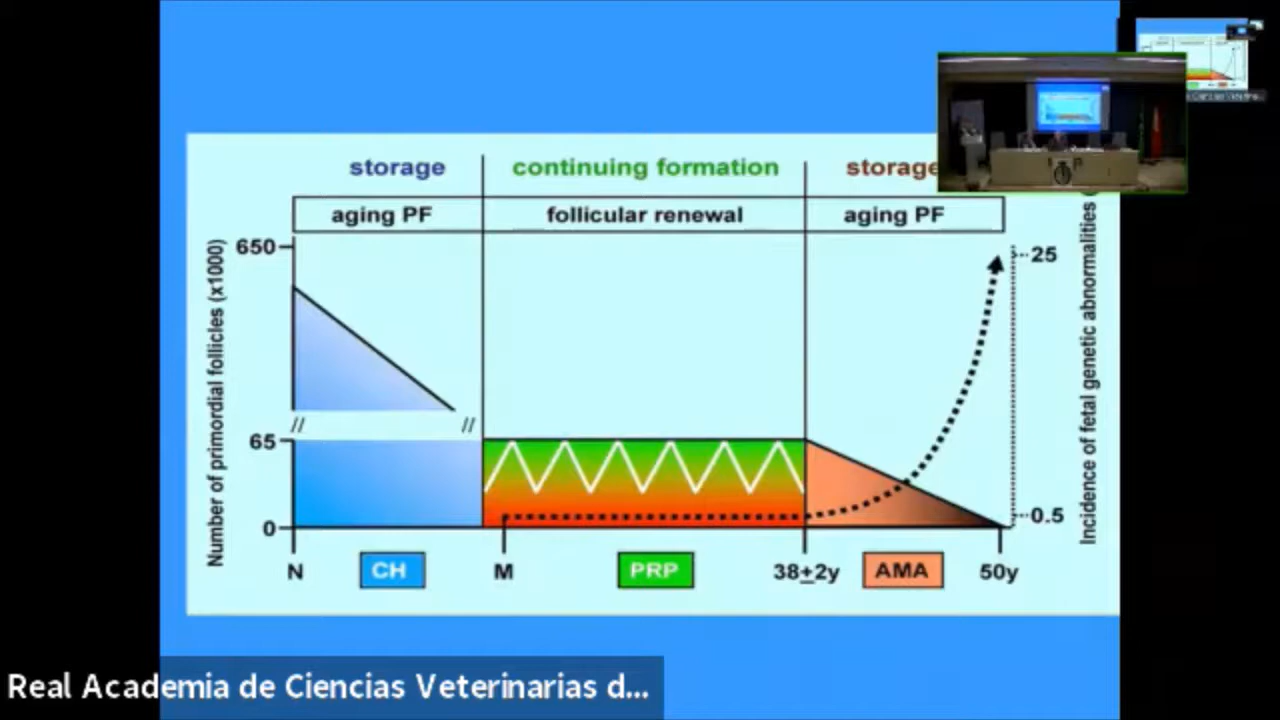 storage continuing formation storage
aging PF follicular renewal aging PF
Number of primordial follicles (x1000)
650
65
0
//
//
25
0.5
Incidence of fetal genetic abnormalities
N CH M PRP 38±2y AMA 50y
Real Academia de Ciencias Veterinarias d...